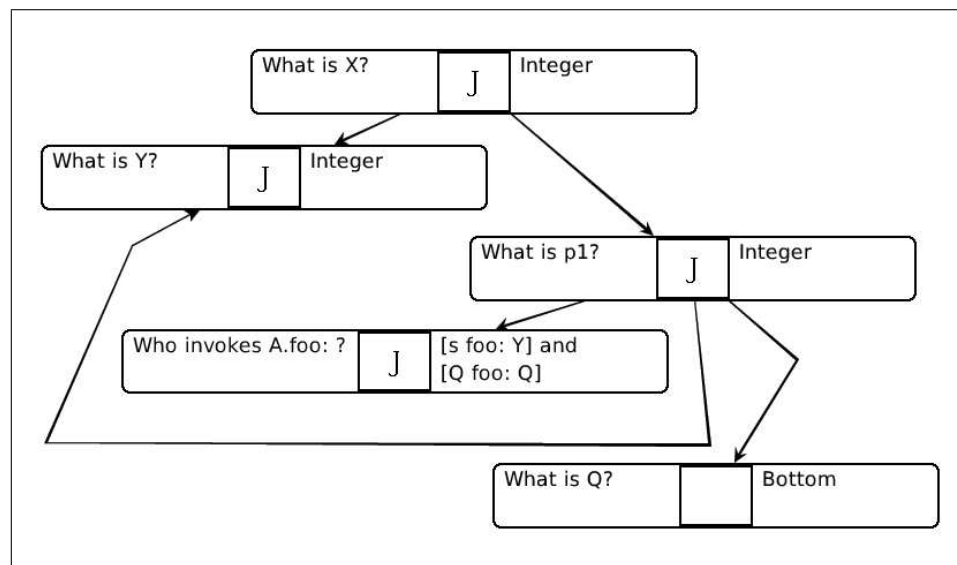 What is X?
J
Integer
What is Y?
J
Integer
What is p1?
J
Integer
Who invokes A.foo: ?
J
[s foo: Y] and
[Q foo: Q]
What is Q?
Bottom